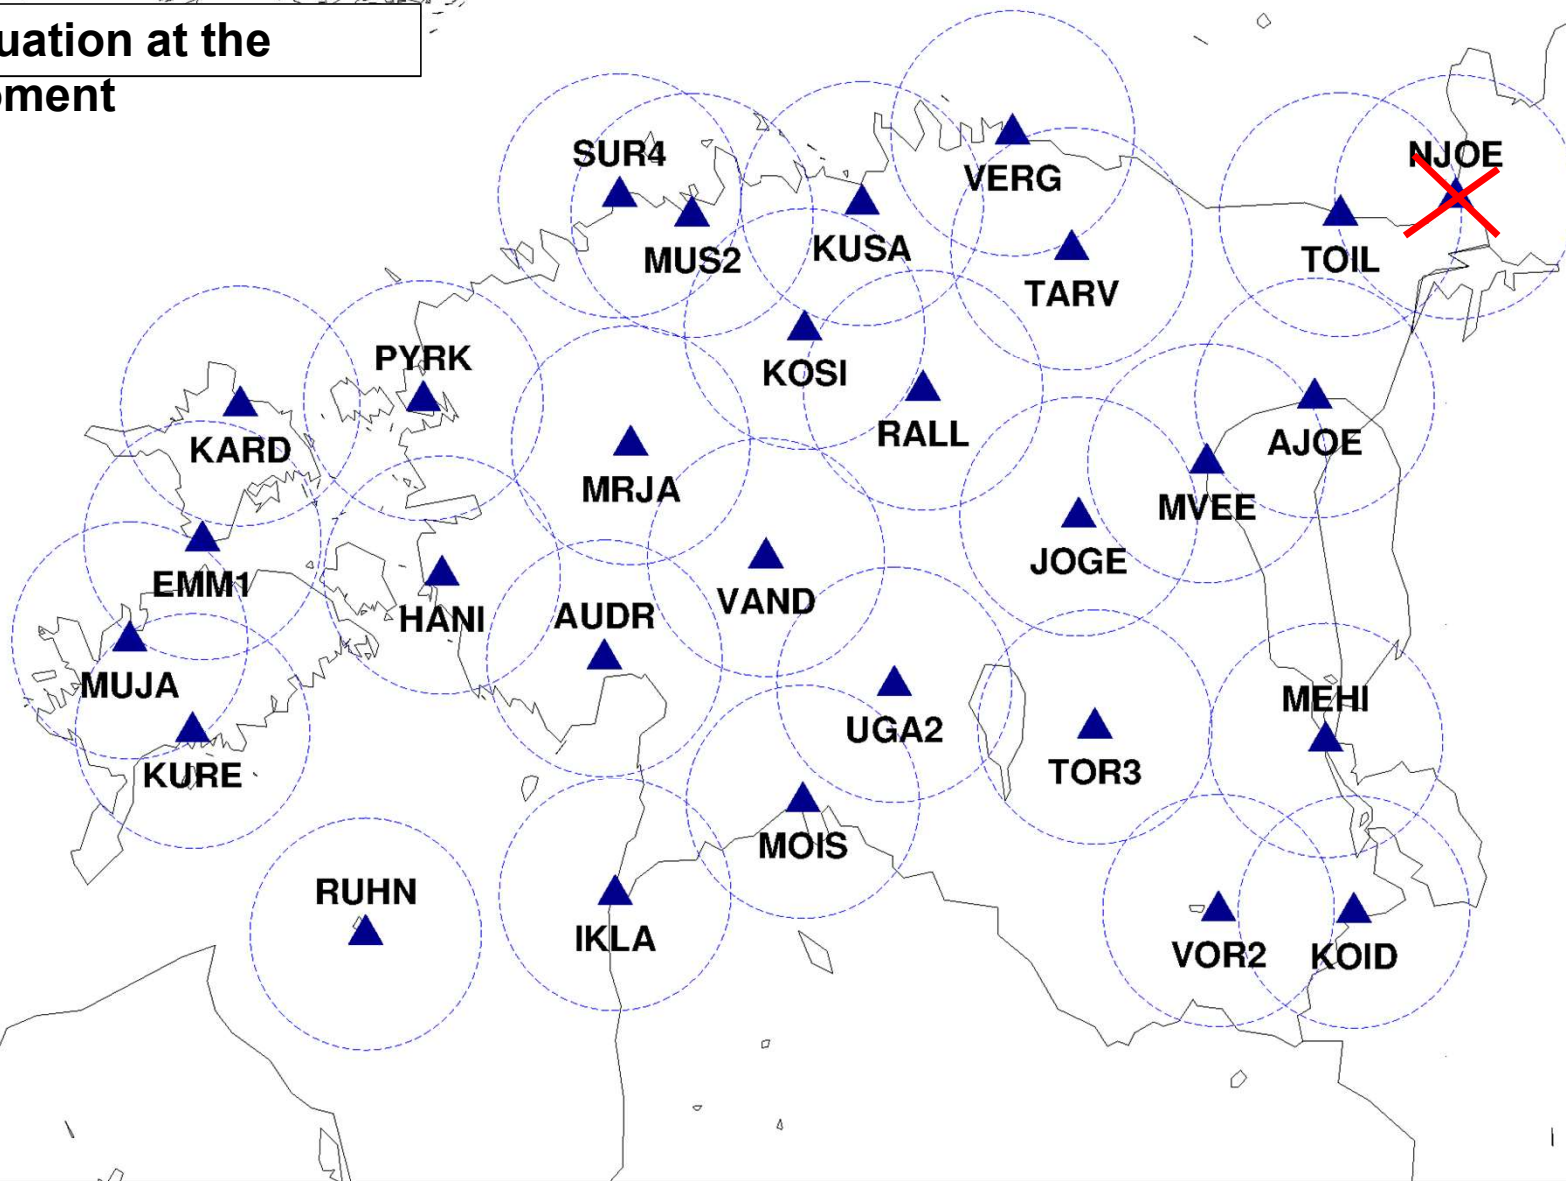 uation at the
oment
SUR4
NJOE
VERG
MUS2
KUSA
TOIL
TARV
PYRK
KOSI
KARD
RALL
AJOE
MRJA
MVEE
JOGE
EMM1
HANI
AUDR
VAND
MUJA
MEHI
UGA2
KURE
TOR3
MOIS
RUHN
IKLA
VOR2
KOID